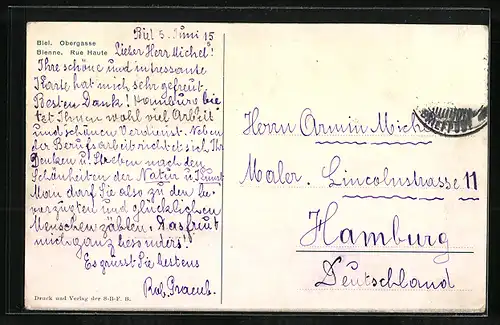 Biel. Obergasse
Bienne. Rue Haute
Biel 5. Juni 15
Lieber Herr Michel!
Ihre schöne und intressante
Karte hat mich sehr gefreut.
Besten Dank! Hamburg bie-
tet Ihnen wohl viel Arbeit
und schönen Verdienst. Neben
der Berufsarbeit richtet sich Ihr
Denken u. Streben nach den
Schönheiten der Natur u. Kunst
Man darf Sie also zu den be-
vorzugten und glücklichen
Menschen zählen. Das freut
mich ganz besonders!
Es grüsst Sie bestens
Rob.
Druck und Verlag der S-B-F. B.
Herrn Armin Michel
Maler. Lincolnstrasse 11
Hamburg
Deutschland